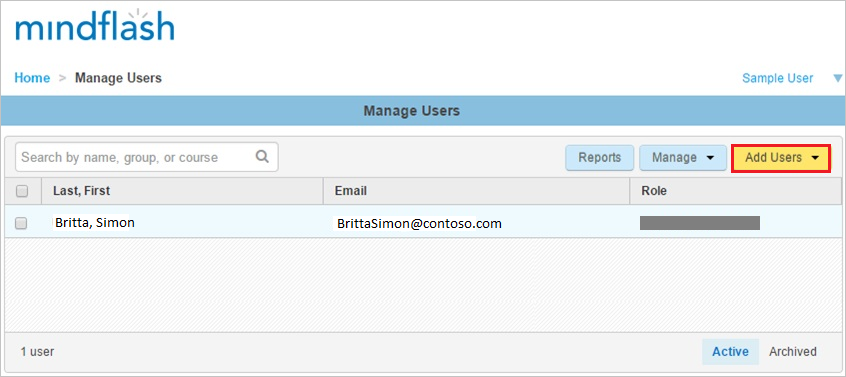 mindflash
Home > Manage Users
Sample User
Manage Users
Search by name, group, or course
Reports
Manage
Add Users
Last, First
Email
Role
Britta, Simon
BrittaSimon@contoso.com
1 user
Active
Archived